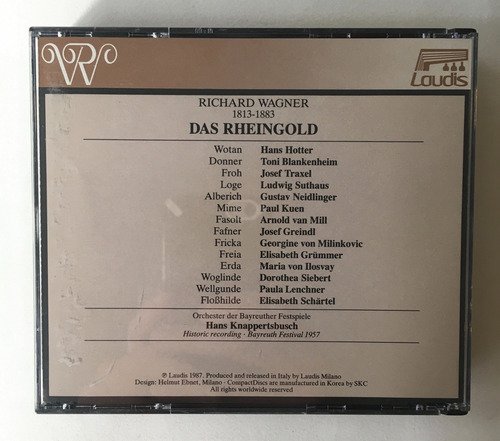 RW
Laudis
RICHARD WAGNER
1813-1883
DAS RHEINGOLD
Wotan Hans Hotter
Donner Toni Blankenheim
Froh Josef Traxel
Loge Ludwig Suthaus
Alberich Gustav Neidlinger
Mime Paul Kuen
Fasolt Arnold van Mill
Fafner Josef Greindl
Fricka Georgine von Milinkovic
Freia Elisabeth Grümmer
Erda Maria von Ilosvay
Woglinde Dorothea Siebert
Wellgunde Paula Lenchner
Floßhilde Elisabeth Schärtel
Orchester der Bayreuther Festspiele
Hans Knappertsbusch
Historic recording - Bayreuth Festival 1957
℗ Laudis 1987. Produced and released in Italy by Laudis Milano
Design: Helmut Ebnet, Milano - CompactDiscs are manufactured in Korea by SKC
All rights worldwide reserved